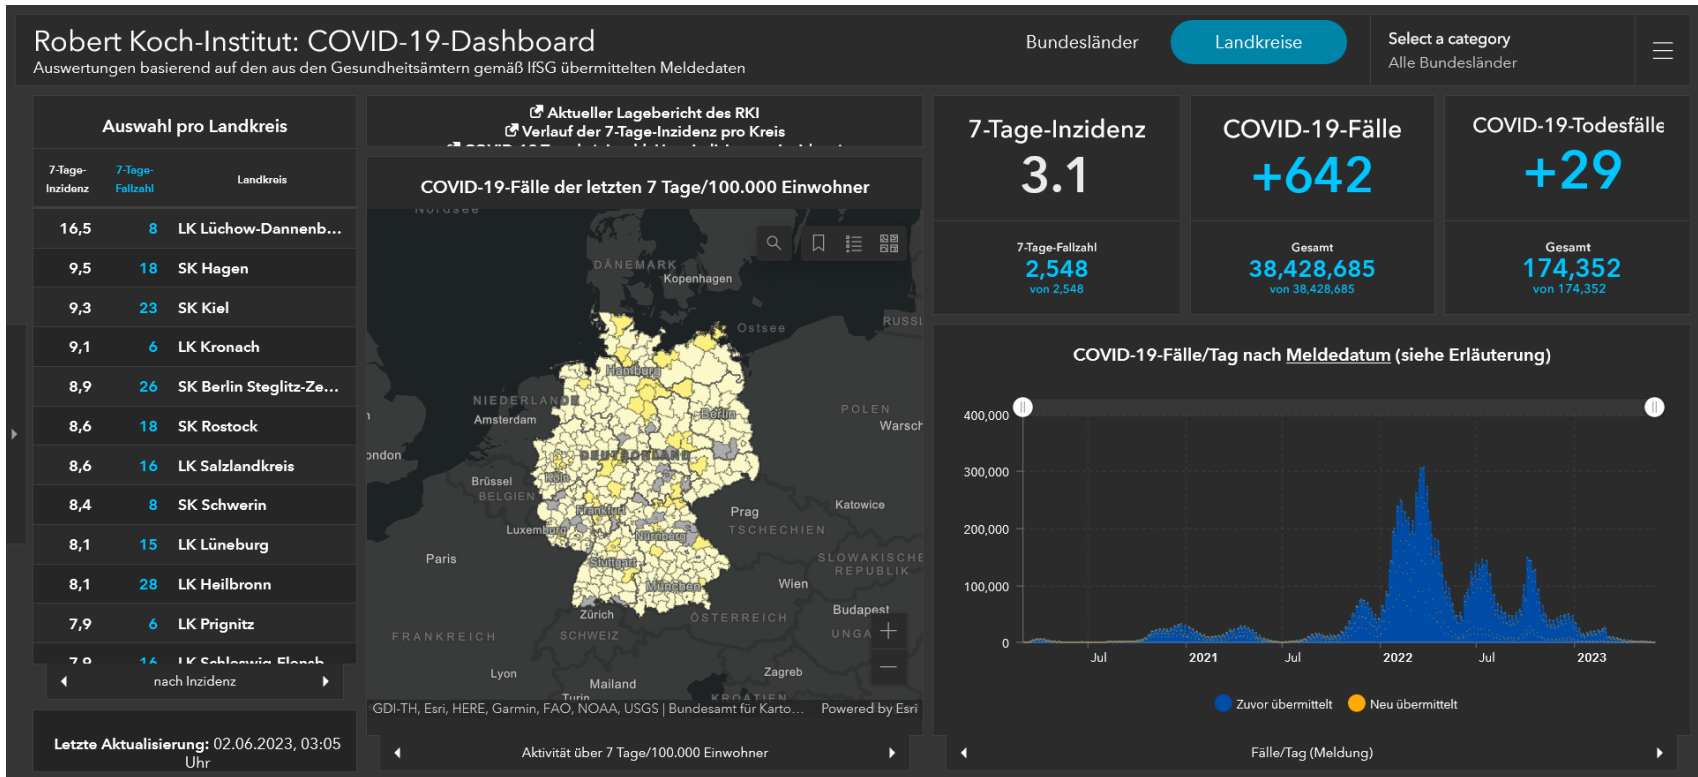 Robert Koch-Institut: COVID-19-Dashboard
Auswertungen basierend auf den aus den Gesundheitsämtern gemäß IfSG übermittelten Meldedaten
Bundesländer
Landkreise
Select a category
Alle Bundesländer
Auswahl pro Landkreis
7-Tage-Inzidenz 7-Tage-Fallzahl Landkreis
16,5 8 LK Lüchow-Dannenb...
9,5 18 SK Hagen
9,3 23 SK Kiel
9,1 6 LK Kronach
8,9 26 SK Berlin Steglitz-Ze...
8,6 18 SK Rostock
8,6 16 LK Salzlandkreis
8,4 8 SK Schwerin
8,1 15 LK Lüneburg
8,1 28 LK Heilbronn
7,9 6 LK Prignitz
7,9 16 LK Schleswig-Flensb
nach Inzidenz
Letzte Aktualisierung: 02.06.2023, 03:05
Uhr
Aktueller Lagebericht des RKI
Verlauf der 7-Tage-Inzidenz pro Kreis
COVID-19-Fälle der letzten 7 Tage/100.000 Einwohner
Nordsee
DÄNEMARK
Kopenhagen
Ostsee
RUSSL
Hamburg
NIEDERLANDE
Amsterdam
Berlin
POLEN
Warsch
ondon
DEUTSCHLAND
Brüssel
Köln
BELGIEN
Frankfurt
Prag
Katowice
Luxemburg
Nürnberg
TSCHECHIEN
Paris
Stuttgart
SLOWAKISCHE
REPUBLIK
München
Wien
Zürich
ÖSTERREICH
Budapest
FRANKREICH
SCHWEIZ
UNGA
Lyon
Mailand
Zagreb
Turin
KROATIEN
GDI-TH, Esri, HERE, Garmin, FAO, NOAA, USGS | Bundesamt für Karto...
Powered by Esri
Aktivität über 7 Tage/100.000 Einwohner
7-Tage-Inzidenz
3.1
7-Tage-Fallzahl
2,548
von 2,548
COVID-19-Fälle
+642
Gesamt
38,428,685
von 38,428,685
COVID-19-Todesfälle
+29
Gesamt
174,352
von 174,352
COVID-19-Fälle/Tag nach Meldedatum (siehe Erläuterung)
400,000
300,000
200,000
100,000
0
Jul 2021 Jul 2022 Jul 2023
Zuvor übermittelt Neu übermittelt
Fälle/Tag (Meldung)